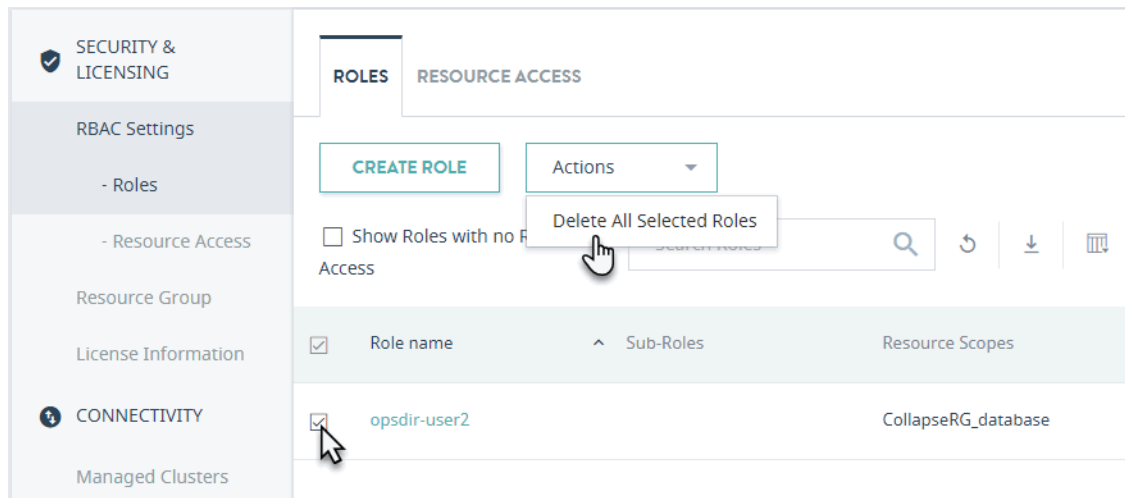 SECURITY &
LICENSING
RBAC Settings
- Roles
- Resource Access
Resource Group
License Information
CONNECTIVITY
Managed Clusters
ROLES
RESOURCE ACCESS
CREATE ROLE
Actions
Delete All Selected Roles
Show Roles with no R
Access
Search Roles
Role name
Sub-Roles
Resource Scopes
opsdir-user2
CollapseRG_database